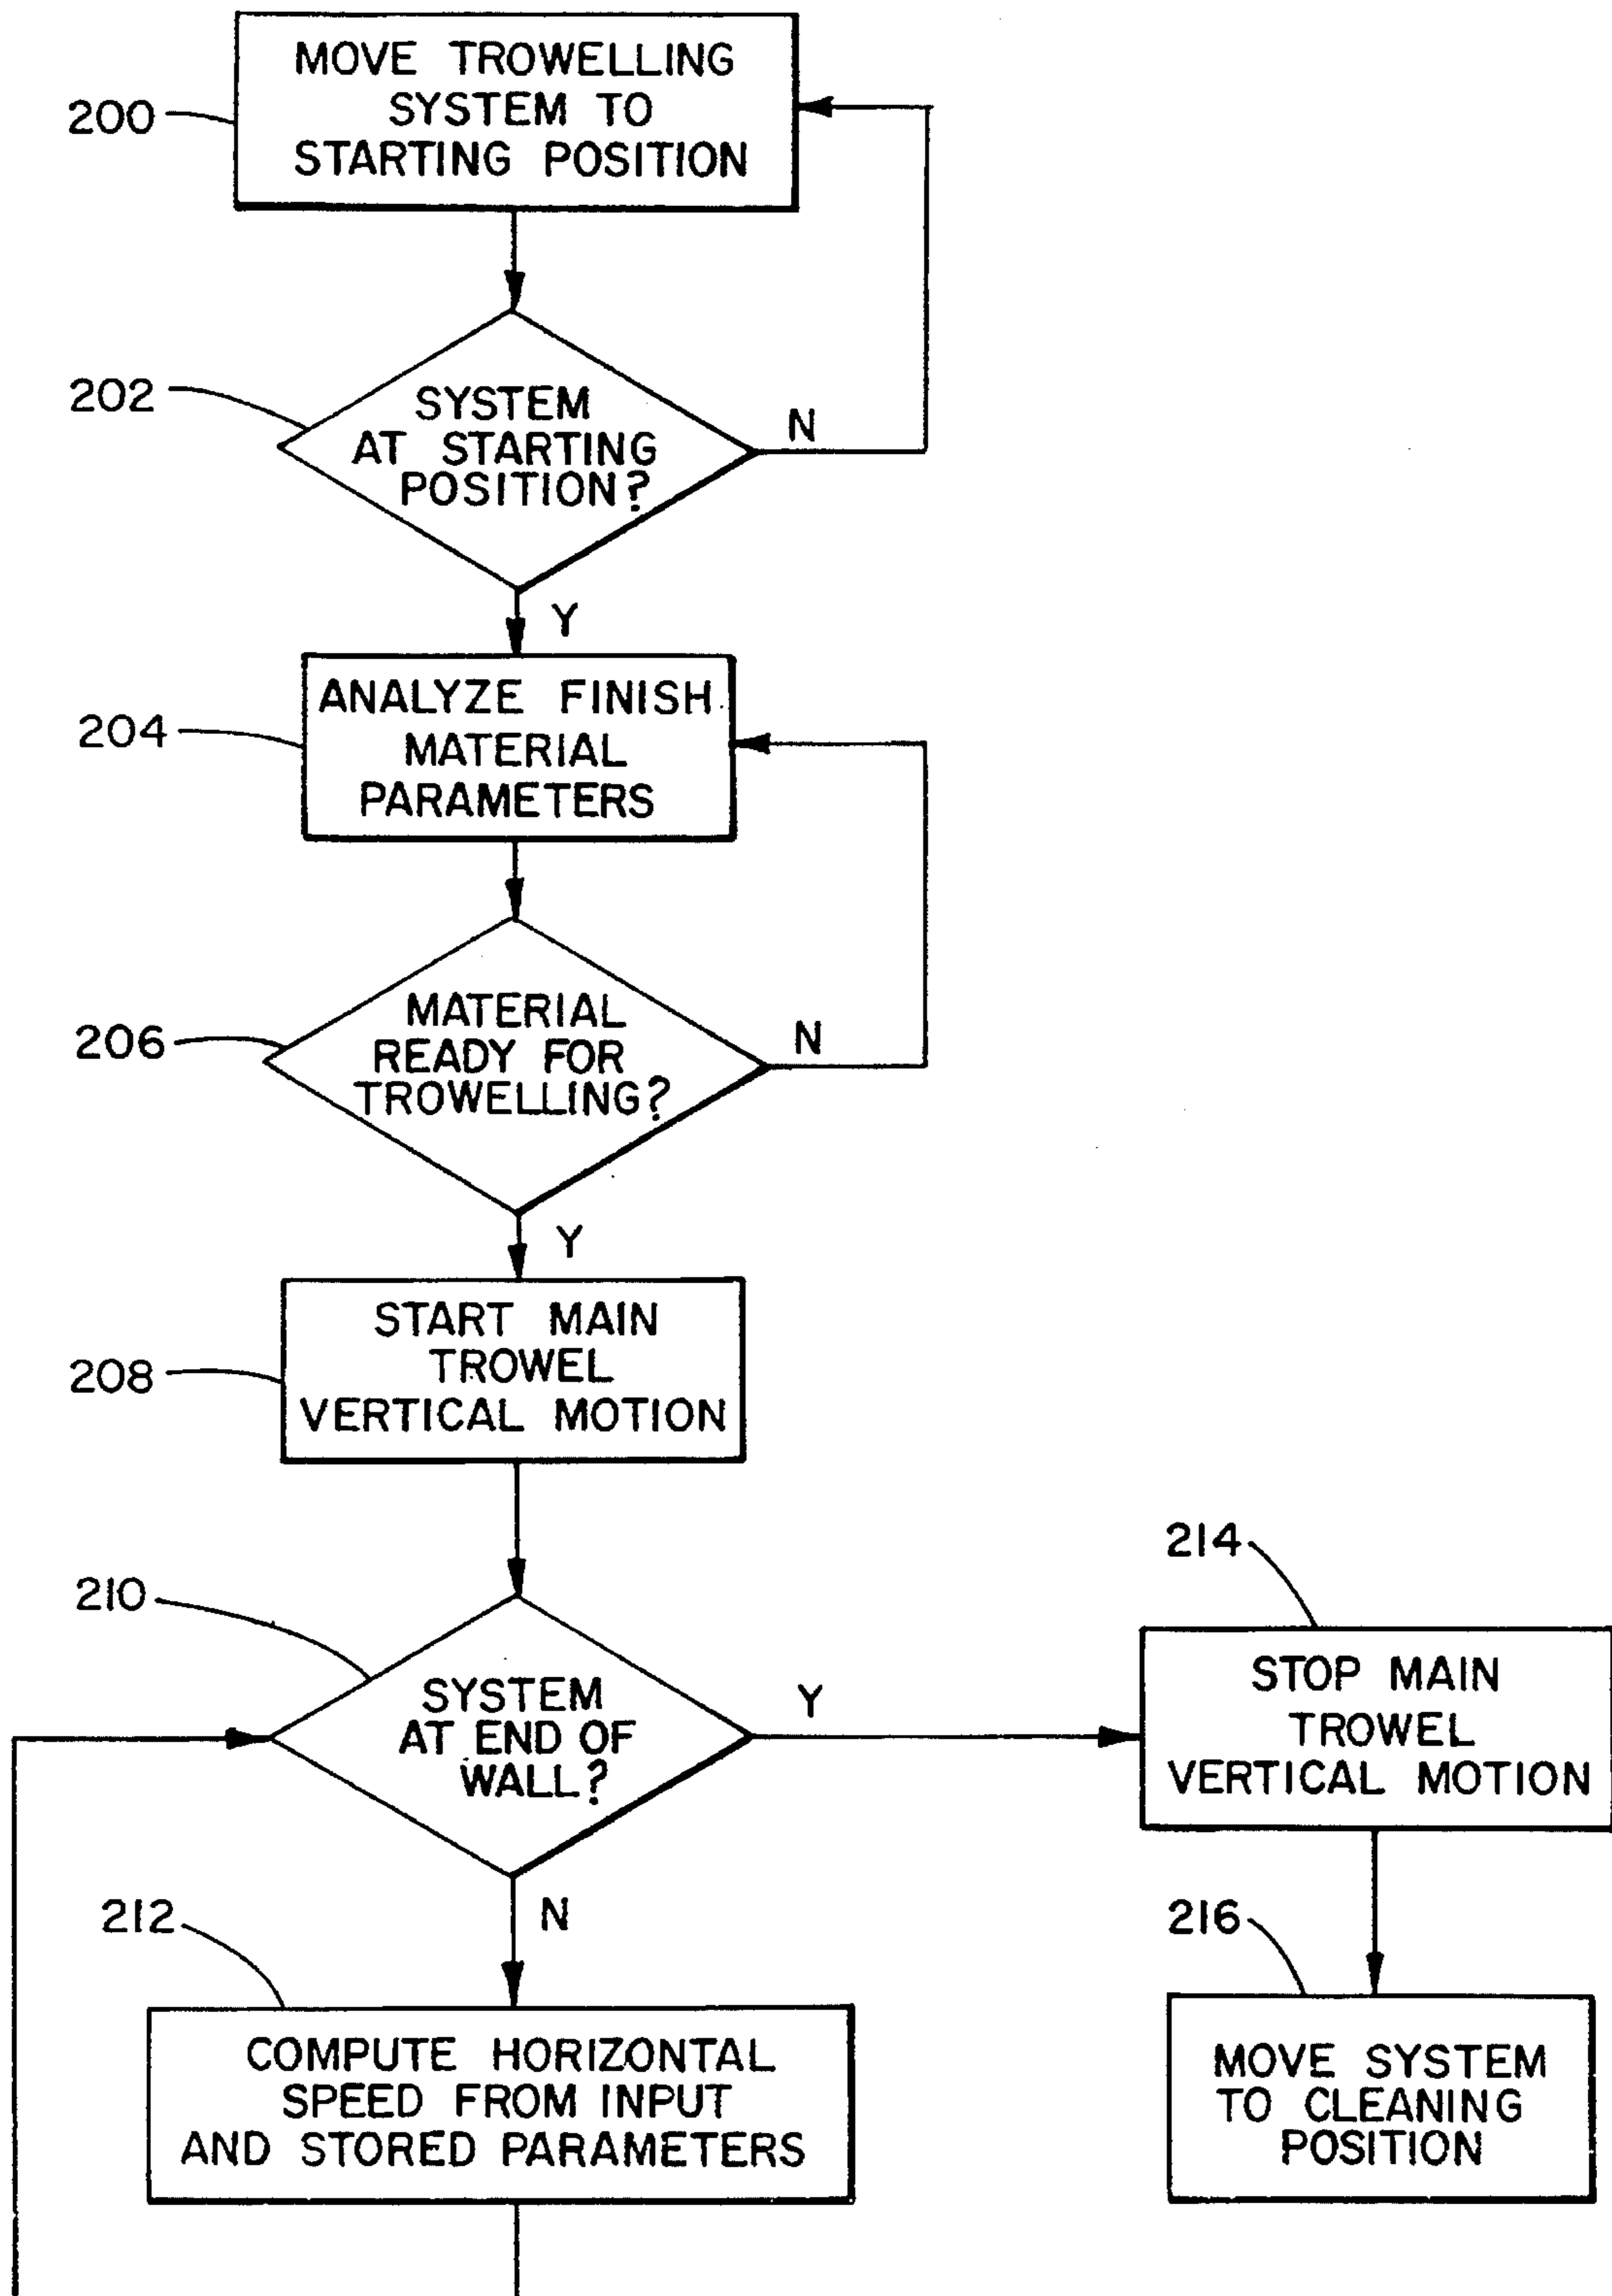 MOVE TROWELLING
SYSTEM TO
STARTING POSITION
200
SYSTEM
AT STARTING
POSITION?
202
N
Y
ANALYZE FINISH
MATERIAL
PARAMETERS
204
MATERIAL
READY FOR
TROWELLING?
206
N
Y
START MAIN
TROWEL
VERTICAL MOTION
208
210
SYSTEM
AT END OF
WALL?
Y
N
214
STOP MAIN
TROWEL
VERTICAL MOTION
212
COMPUTE HORIZONTAL
SPEED FROM INPUT
AND STORED PARAMETERS
216
MOVE SYSTEM
TO CLEANING
POSITION